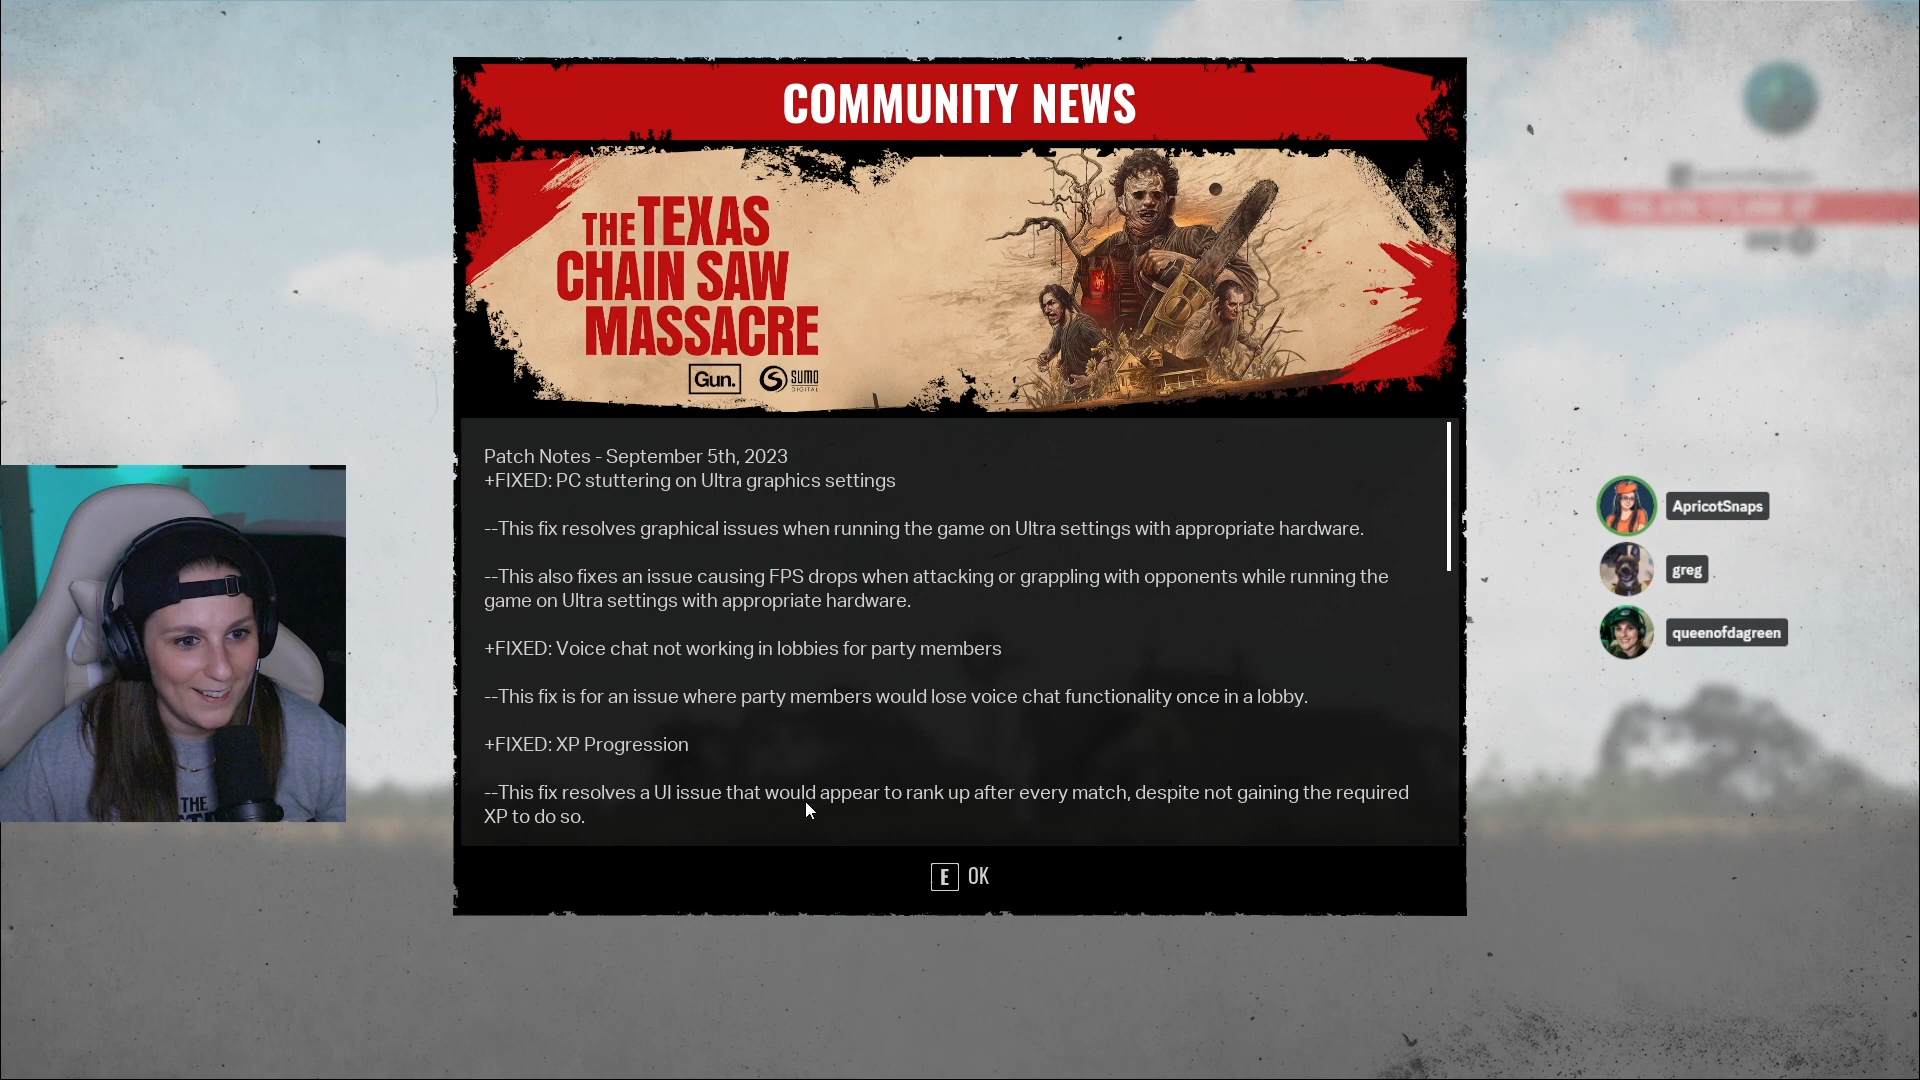 COMMUNITY NEWS
THE TEXAS
CHAIN SAW
MASSACRE
Gun.
SUMO
DIGITAL
Patch Notes - September 5th, 2023
+FIXED: PC stuttering on Ultra graphics settings
--This fix resolves graphical issues when running the game on Ultra settings with appropriate hardware.
--This also fixes an issue causing FPS drops when attacking or grappling with opponents while running the
game on Ultra settings with appropriate hardware.
+FIXED: Voice chat not working in lobbies for party members
--This fix is for an issue where party members would lose voice chat functionality once in a lobby.
+FIXED: XP Progression
--This fix resolves a UI issue that would appear to rank up after every match, despite not gaining the required
XP to do so.
E OK
ApricotSnaps
greg
queenofdagreen
THE